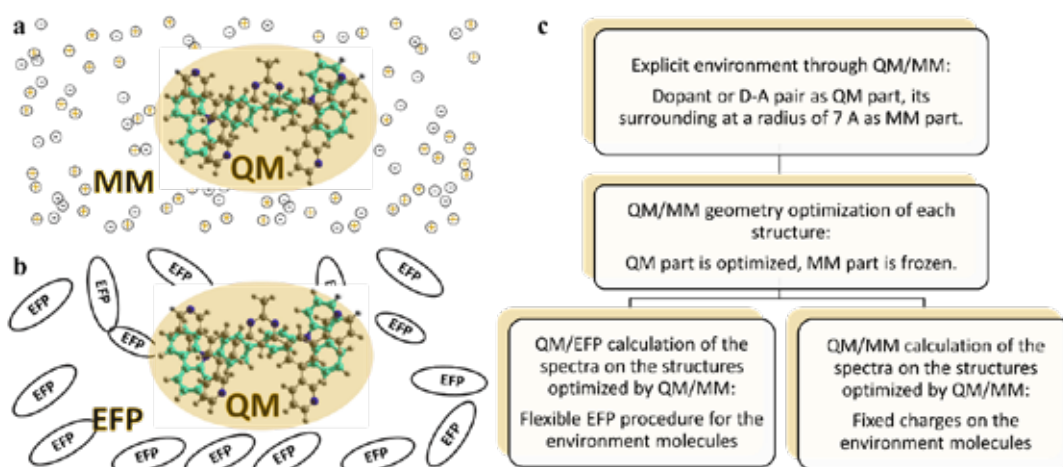 a
MM
QM
b
EFP
EFP
EFP
EFP
EFP
EFP
EFP
EFP
EFP
EFP
QM
EFP
EFP
EFP
EFP
EFP
EFP
c
Explicit environment through QM/MM:
Dopant or D-A pair as QM part, its
surrounding at a radius of 7 A as MM part.
QM/MM geometry optimization of each
structure:
QM part is optimized, MM part is frozen.
QM/EFP calculation of the
spectra on the structures
optimized by QM/MM:
Flexible EFP procedure for the
environment molecules
QM/MM calculation of the
spectra on the structures
optimized by QM/MM:
Fixed charges on the
environment molecules